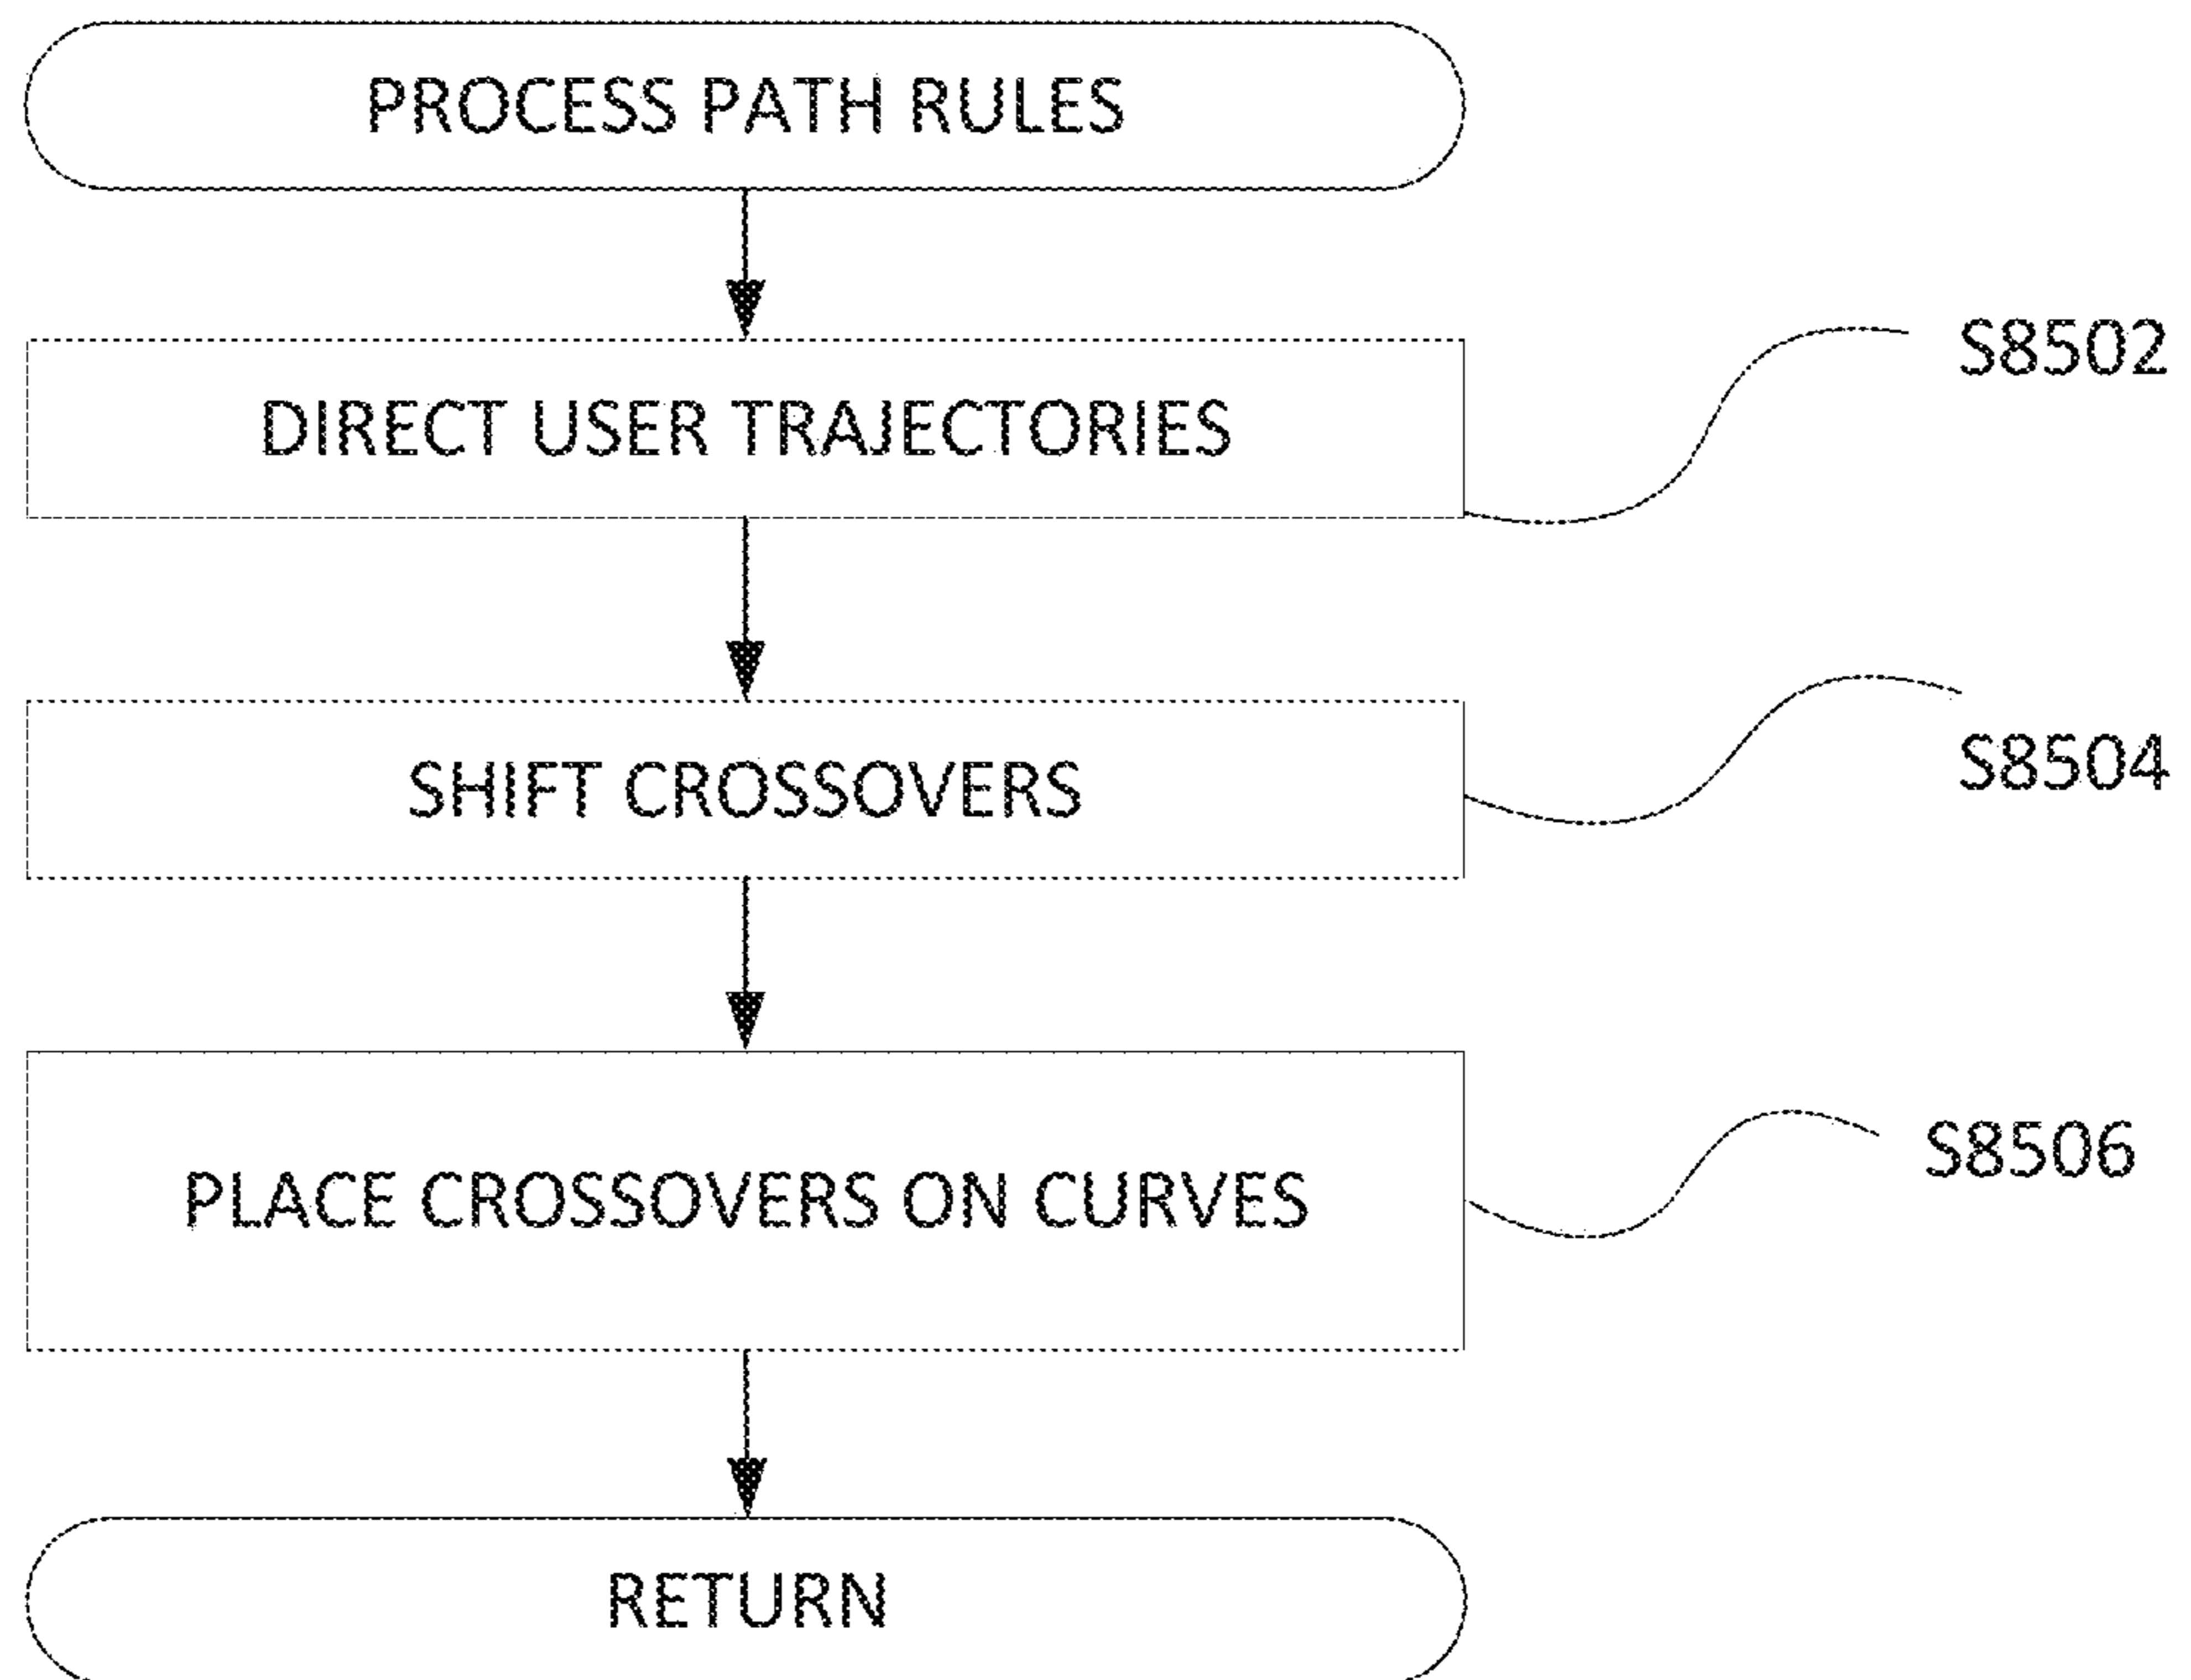 PROCESS PATH RULES
DIRECT USER TRAJECTORIES
S8502
SHIFT CROSSOVERS
S8504
PLACE CROSSOVERS ON CURVES
S8506
RETURN